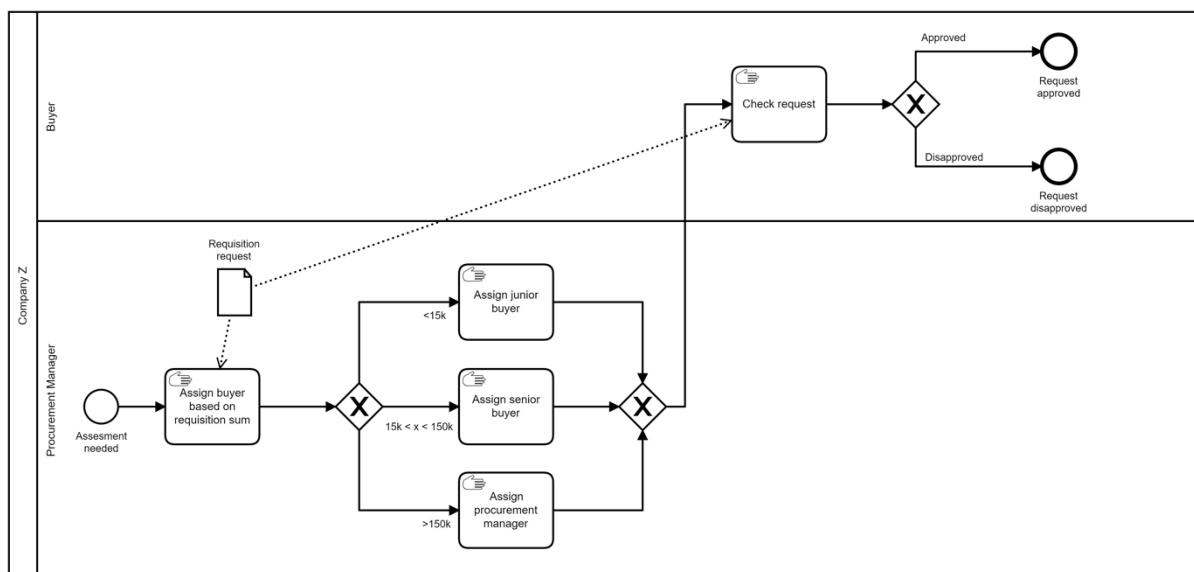 Company Z
Buyer
Approved
Request
approved
Check request
Disapproved
Request
disapproved
Procurement Manager
Requisition
request
Assesment
needed
Assign buyer
based on
requisition sum
<15k
Assign junior
buyer
15k < x < 150k
Assign senior
buyer
>150k
Assign
procurement
manager